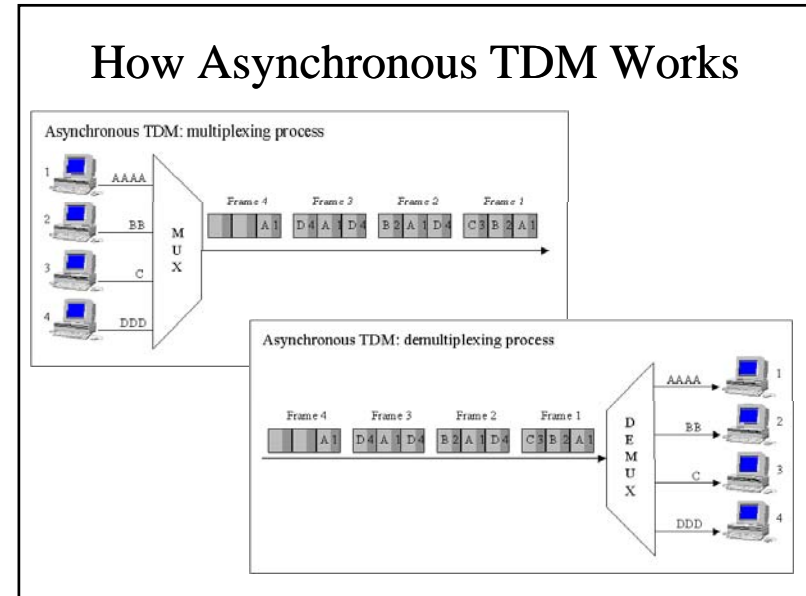 How Asynchronous TDM Works
Asynchronous TDM: multiplexing process
1 AAAA
2 BB
3 C
4 DDD
MUX
Frame 4 Frame 3 Frame 2 Frame 1
A 1 D 4 A 1 D 4 B 2 A 1 D 4 C 3 B 2 A 1
Asynchronous TDM: demultiplexing process
Frame 4 Frame 3 Frame 2 Frame 1
A 1 D 4 A 1 D 4 B 2 A 1 D 4 C 3 B 2 A 1
DEMUX
AAAA 1
BB 2
C 3
DDD 4